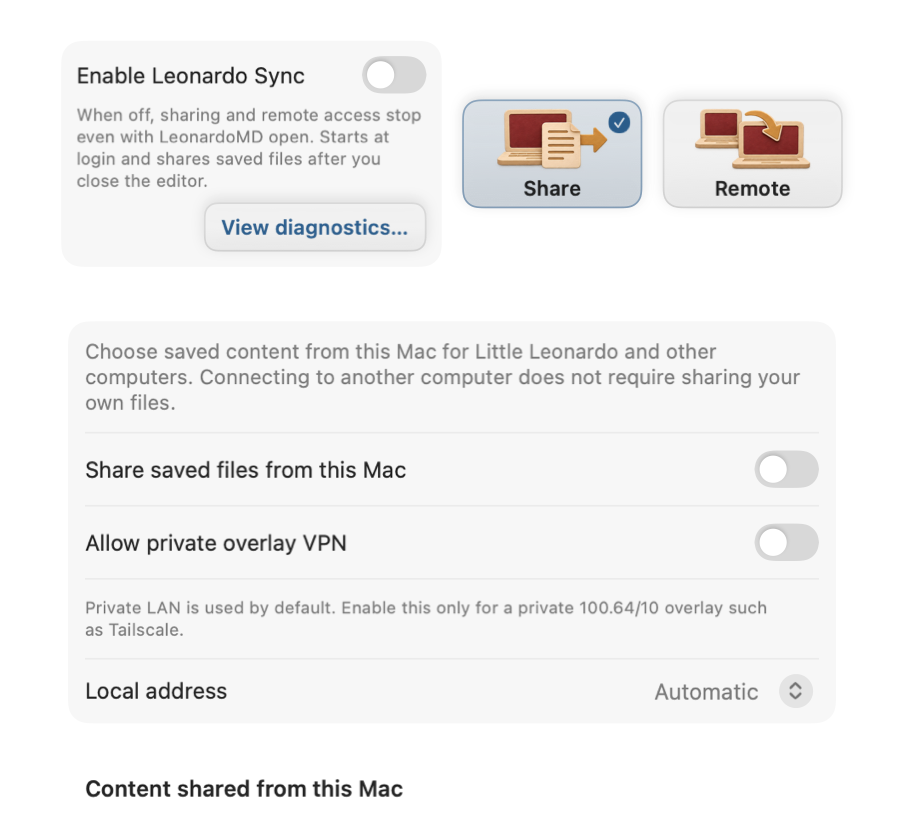 Enable Leonardo Sync
When off, sharing and remote access stop
even with LeonardoMD open. Starts at
login and shares saved files after you
close the editor.
View diagnostics...
Share
Remote
Choose saved content from this Mac for Little Leonardo and other
computers. Connecting to another computer does not require sharing your
own files.
Share saved files from this Mac
Allow private overlay VPN
Private LAN is used by default. Enable this only for a private 100.64/10 overlay such
as Tailscale.
Local address
Automatic
Content shared from this Mac